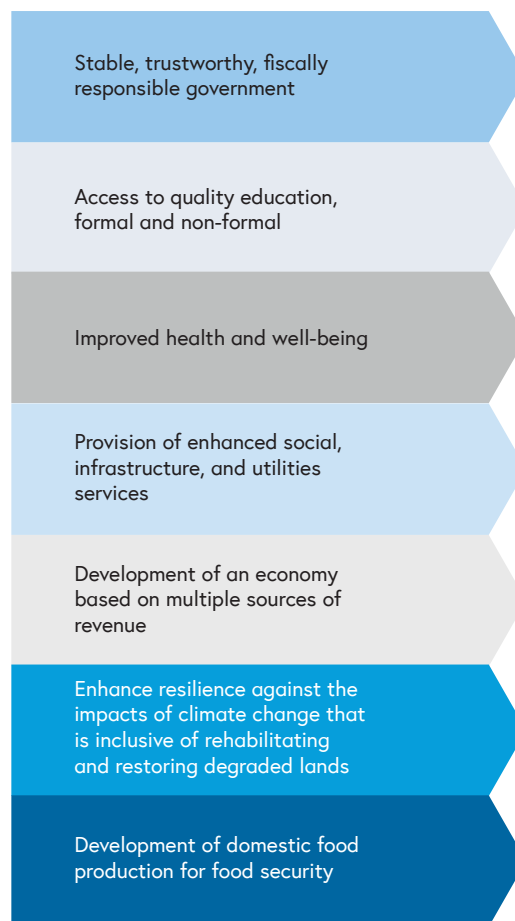 Stable, trustworthy, fiscally
responsible government
Access to quality education,
formal and non-formal
Improved health and well-being
Provision of enhanced social,
infrastructure, and utilities
services
Development of an economy
based on multiple sources of
revenue
Enhance resilience against the
impacts of climate change that
is inclusive of rehabilitating
and restoring degraded lands
Development of domestic food
production for food security